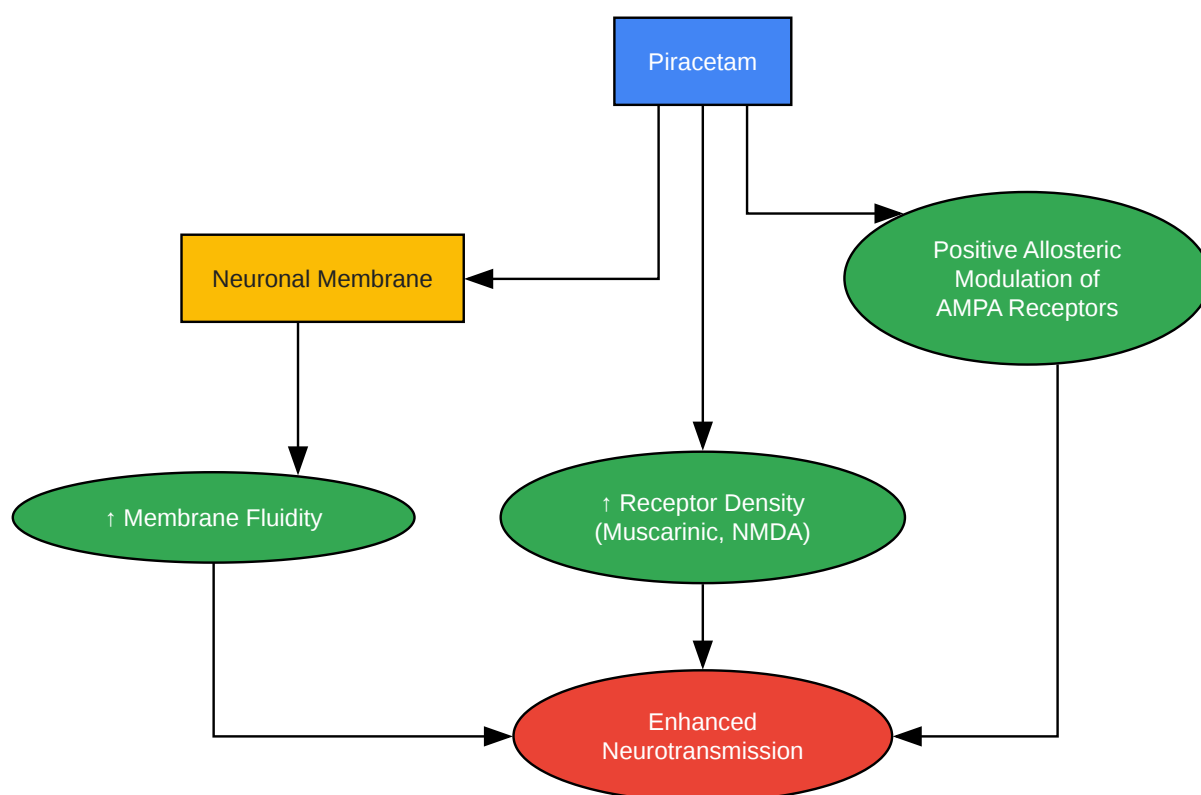 Piracetam
Neuronal Membrane
Positive Allosteric
Modulation of
AMPA Receptors
↑ Membrane Fluidity
↑ Receptor Density
(Muscarinic, NMDA)
Enhanced
Neurotransmission